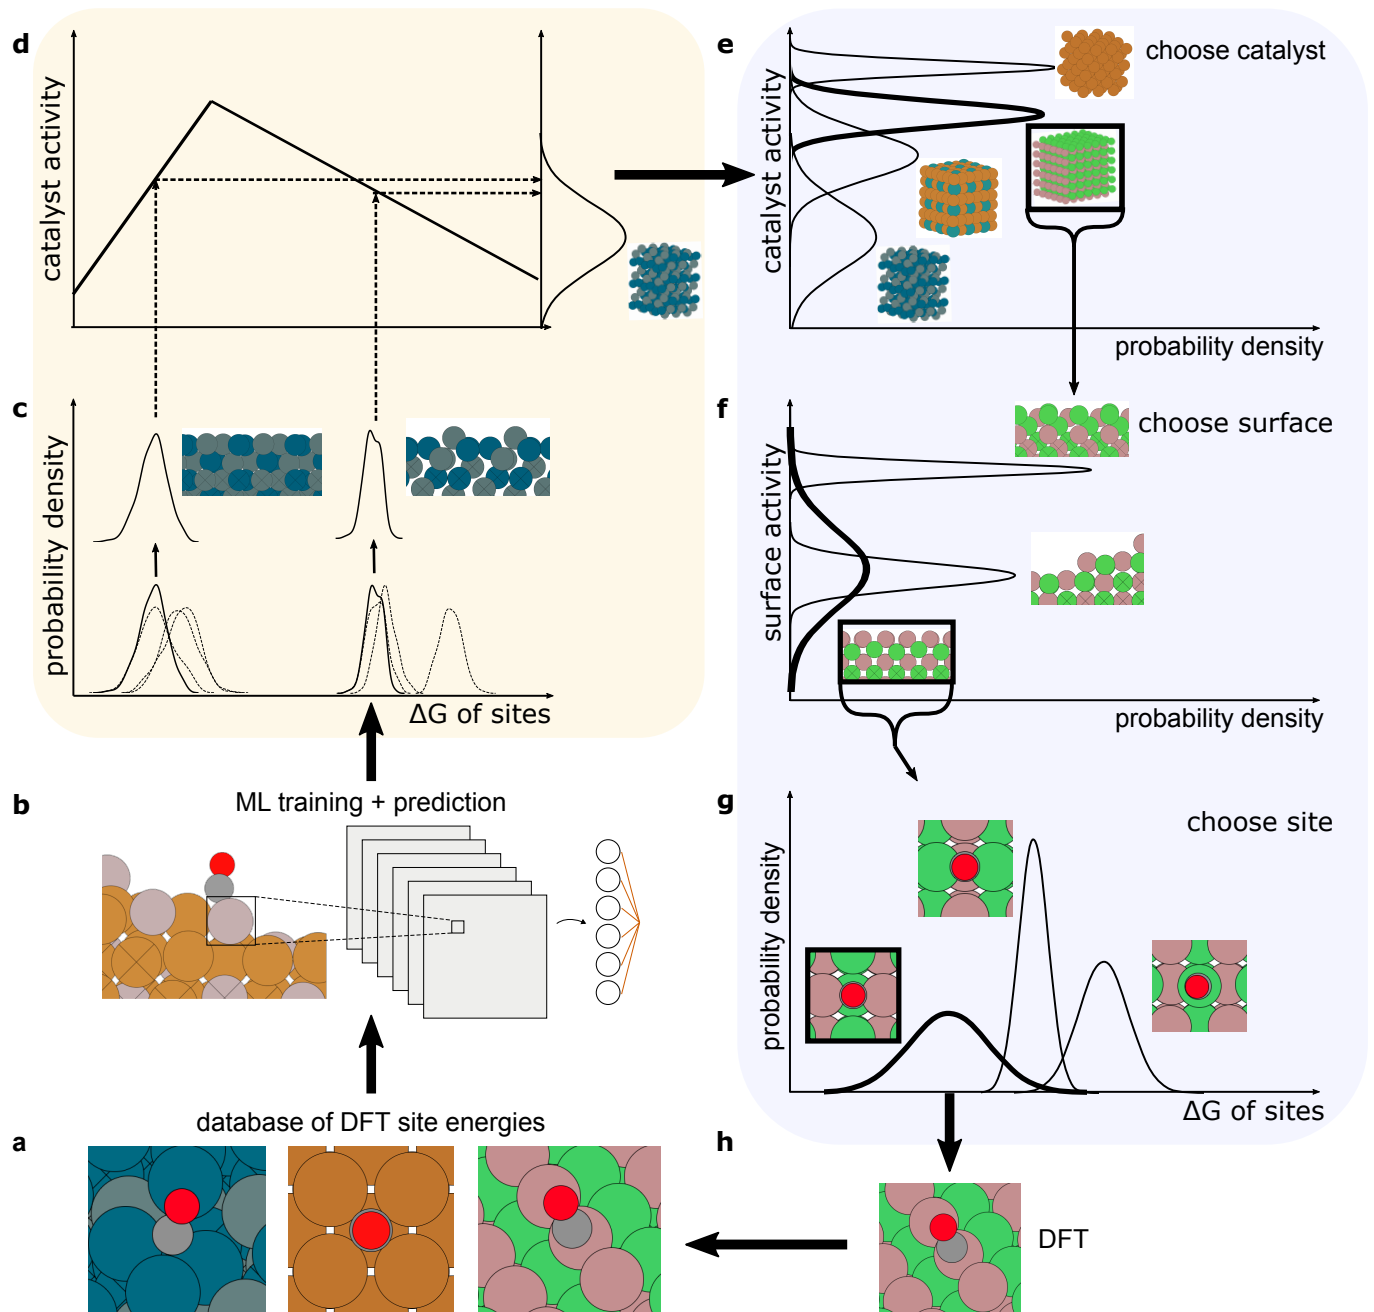 d
catalyst activity
e
choose catalyst
catalyst activity
probability density
c
probability density
ΔG of sites
f
choose surface
surface activity
probability density
b
ML training + prediction
g
choose site
probability density
ΔG of sites
database of DFT site energies
a
h
DFT